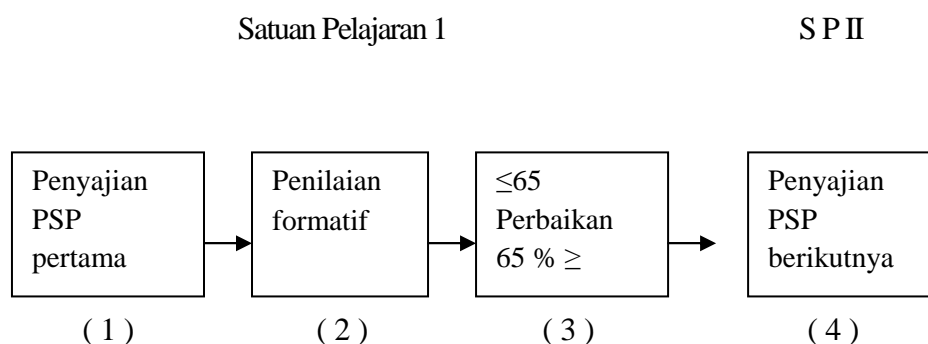 Satuan Pelajaran 1
S P II
Penyajian
PSP
pertama
Penilaian
formatif
≤65
Perbaikan
65 % ≥
Penyajian
PSP
berikutnya
( 1 )
( 2 )
( 3 )
( 4 )